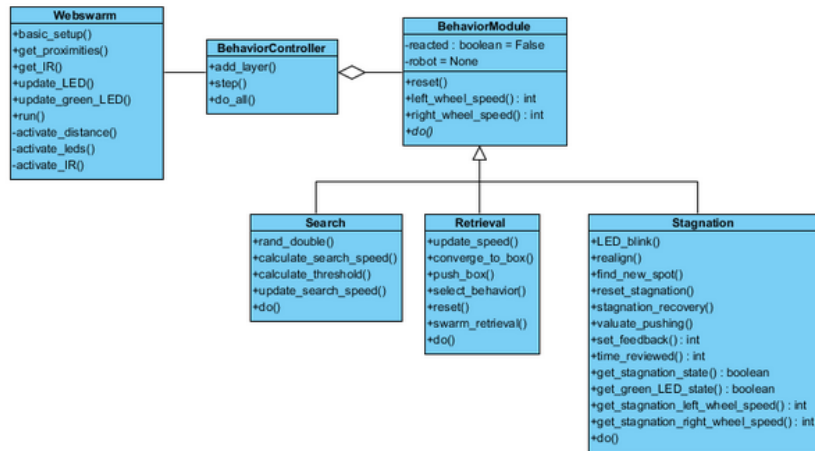 Webswarm
+basic_setup()
+get_proximities()
+get_IR()
+update_LED()
+update_green_LED()
+run()
-activate_distance()
-activate_leds()
-activate_IR()
BehaviorController
+add_layer()
+step()
+do_all()
BehaviorModule
-reacted : boolean = False
-robot = None
+reset()
+left_wheel_speed() : int
+right_wheel_speed() : int
+do()
Search
+rand_double()
+calculate_search_speed()
+calculate_threshold()
+update_search_speed()
+do()
Retrieval
+update_speed()
+converge_to_box()
+push_box()
+select_behavior()
+reset()
+swarm_retrieval()
+do()
Stagnation
+LED_blink()
+realign()
+find_new_spot()
+reset_stagnation()
+stagnation_recovery()
+valuate_pushing()
+set_feedback() : int
+time_reviewed() : int
+get_stagnation_state() : boolean
+get_green_LED_state() : boolean
+get_stagnation_left_wheel_speed() : int
+get_stagnation_right_wheel_speed() : int
+do()